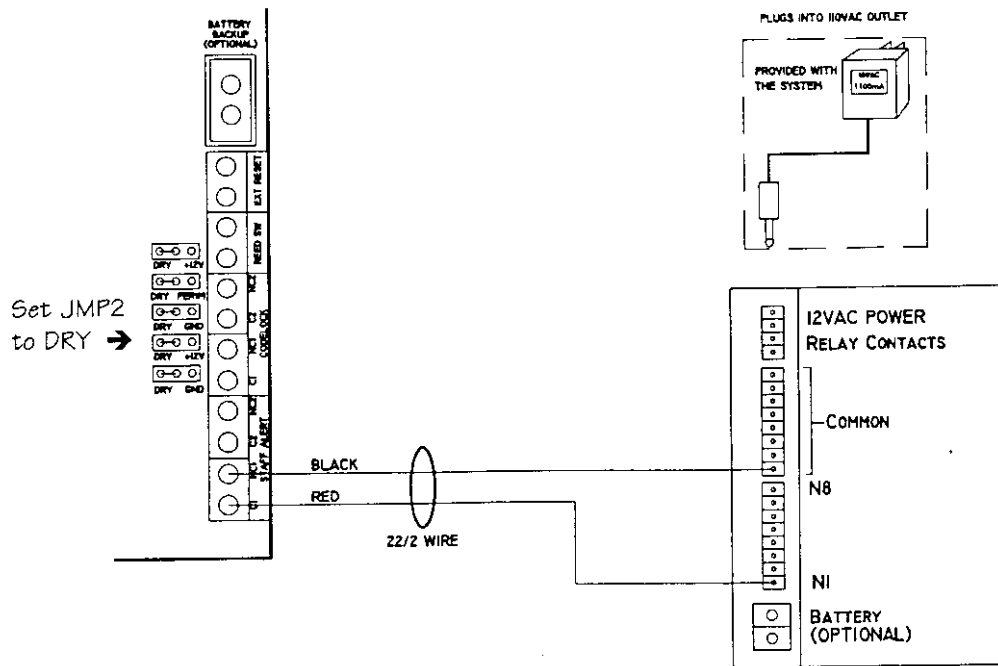 BATTERY
BACKUP
(OPTIONAL)
EXT RESET
REED SW
NC2
C2
NC1
C1
CODELOCK
NC2
C2
NC1
C1
STAFF ALERT
DRY +12V
DRY PERIM
DRY GND
DRY +12V
DRY GND
Set JMP2
to DRY →
BLACK
RED
22/2 WIRE
PLUGS INTO 110VAC OUTLET
PROVIDED WITH
THE SYSTEM
1100mA
12VAC POWER
RELAY CONTACTS
COMMON
N8
N1
BATTERY
(OPTIONAL)